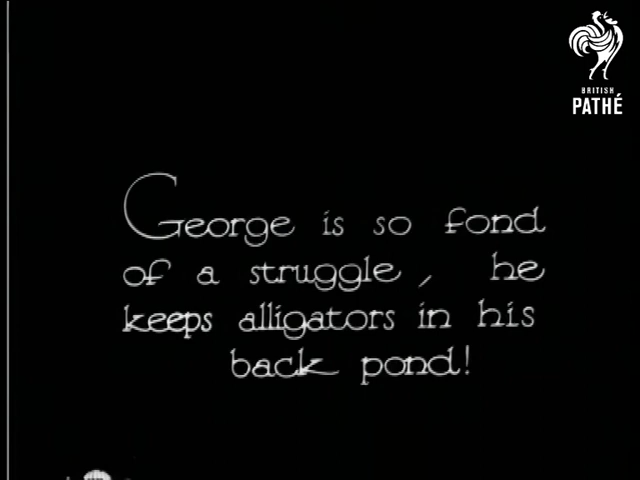 BRITISH
PATHÉ
George is so fond
of a struggle, he
keeps alligators in his
back pond!